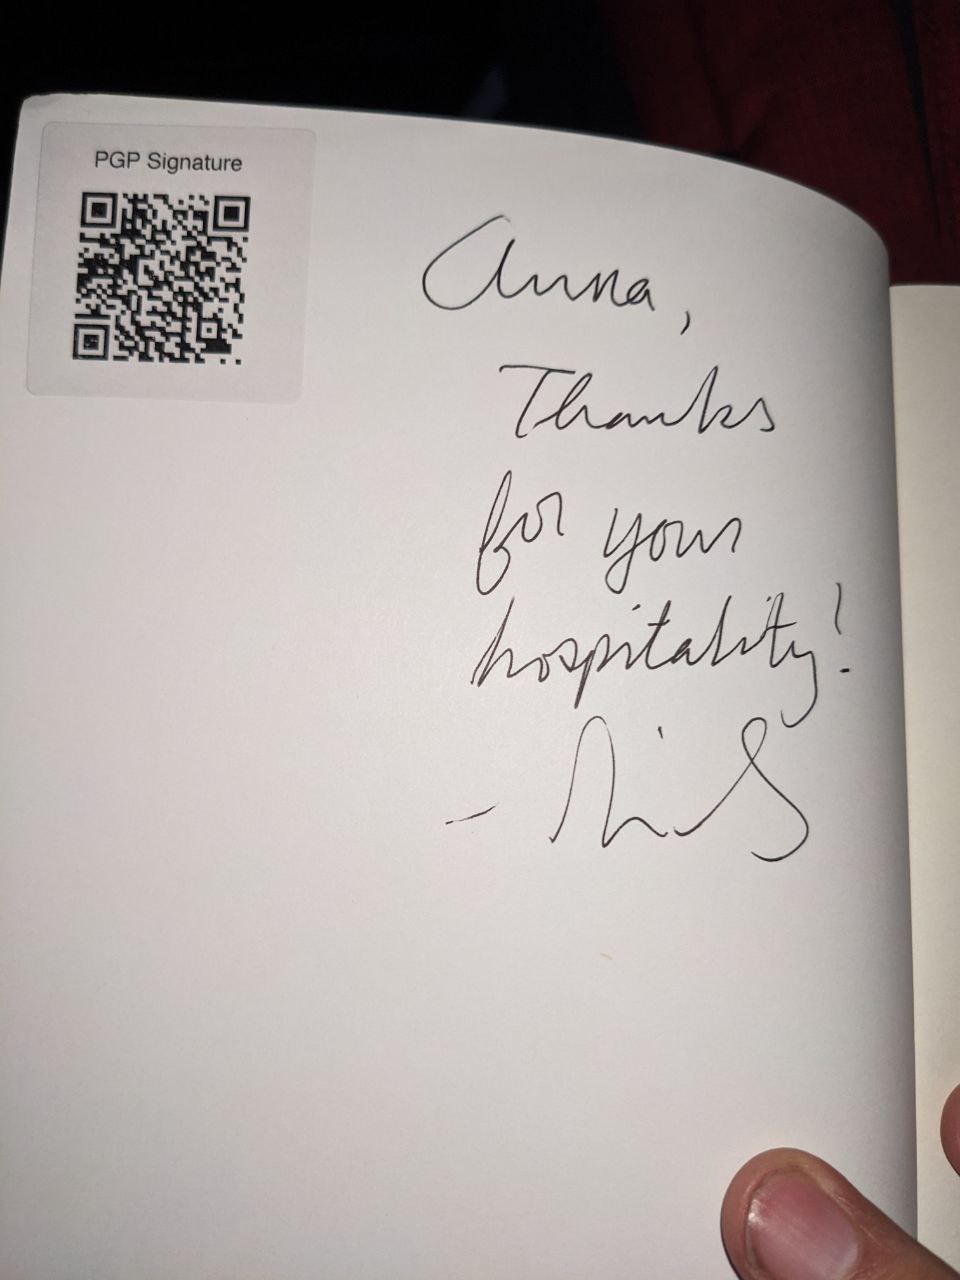 PGP Signature
Anna,
Thanks
for your
hospitality!